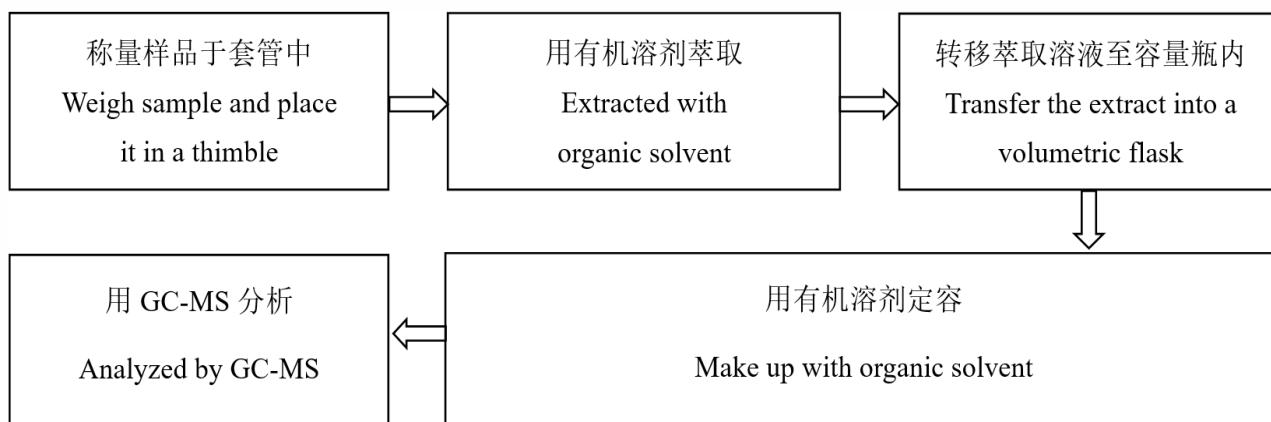 称量样品于套管中
Weigh sample and place
it in a thimble
用有机溶剂萃取
Extracted with
organic solvent
转移萃取溶液至容量瓶内
Transfer the extract into a
volumetric flask
用有机溶剂定容
Make up with organic solvent
用 GC-MS 分析
Analyzed by GC-MS